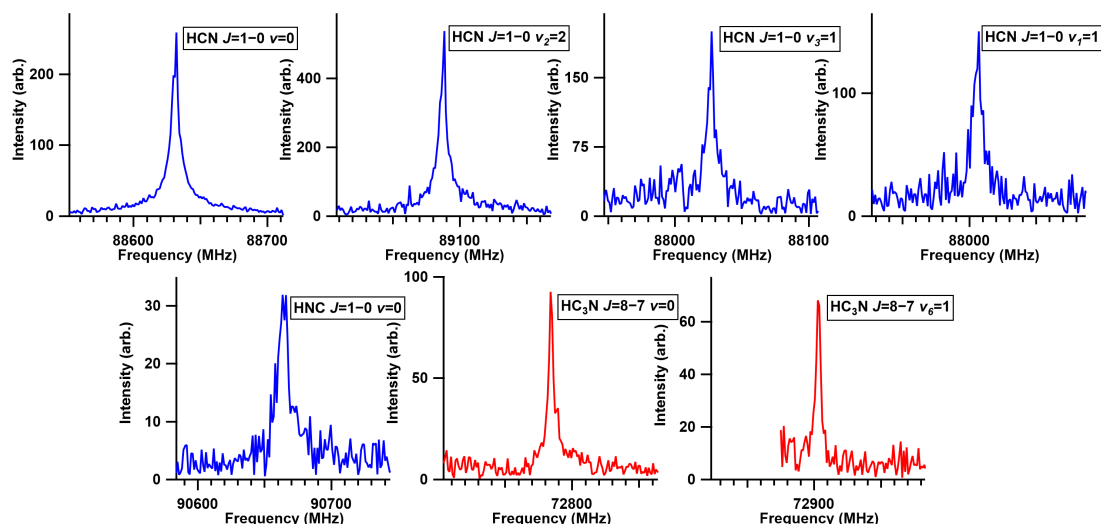 HCN J=1−0 v=0
Intensity (arb.)
200
100
0
88600 88700
Frequency (MHz)
HCN J=1−0 v₂=2
Intensity (arb.)
400
200
0
89100
Frequency (MHz)
HCN J=1−0 v₃=1
Intensity (arb.)
150
75
0
88000 88100
Frequency (MHz)
HCN J=1−0 v₁=1
Intensity (arb.)
100
0
88000
Frequency (MHz)
HNC J=1−0 v=0
Intensity (arb.)
30
20
10
0
90600 90700
Frequency (MHz)
HC₃N J=8−7 v=0
Intensity (arb.)
100
50
0
72800
Frequency (MHz)
HC₃N J=8−7 v₆=1
Intensity (arb.)
60
40
20
0
72900
Frequency (MHz)